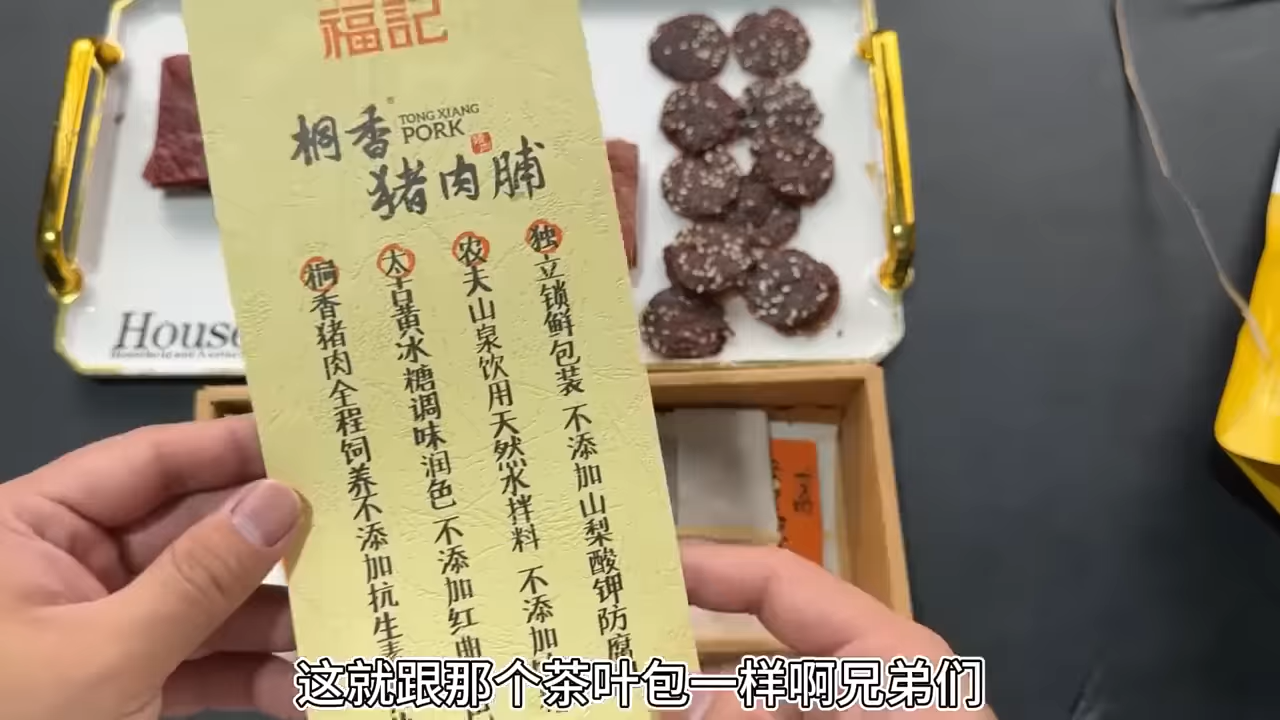 福記
桐香®
TONG XIANG
PORK
猪肉脯
独立锁鲜包装 不添加山梨酸钾防腐
农夫山泉饮用天然水拌料 不添加
太古黄冰糖调味润色 不添加红曲
桐香猪肉全程饲养不添加抗生素
House
这就跟那个茶叶包一样啊兄弟们